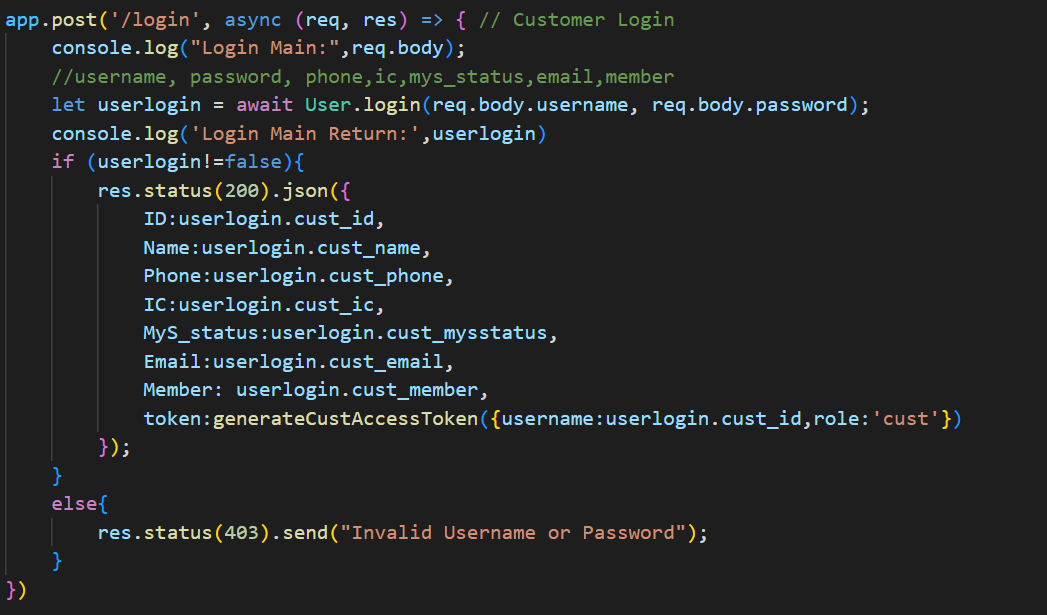 app.post('/login', async (req, res) => { // Customer Login
    console.log("Login Main:",req.body);
    //username, password, phone,ic,mys_status,email,member
    let userlogin = await User.login(req.body.username, req.body.password);
    console.log('Login Main Return:',userlogin)
    if (userlogin!=false){
        res.status(200).json({
            ID:userlogin.cust_id,
            Name:userlogin.cust_name,
            Phone:userlogin.cust_phone,
            IC:userlogin.cust_ic,
            MyS_status:userlogin.cust_mysstatus,
            Email:userlogin.cust_email,
            Member: userlogin.cust_member,
            token:generateCustAccessToken({username:userlogin.cust_id,role:'cust'})
        });
    }
    else{
        res.status(403).send("Invalid Username or Password");
    }
})